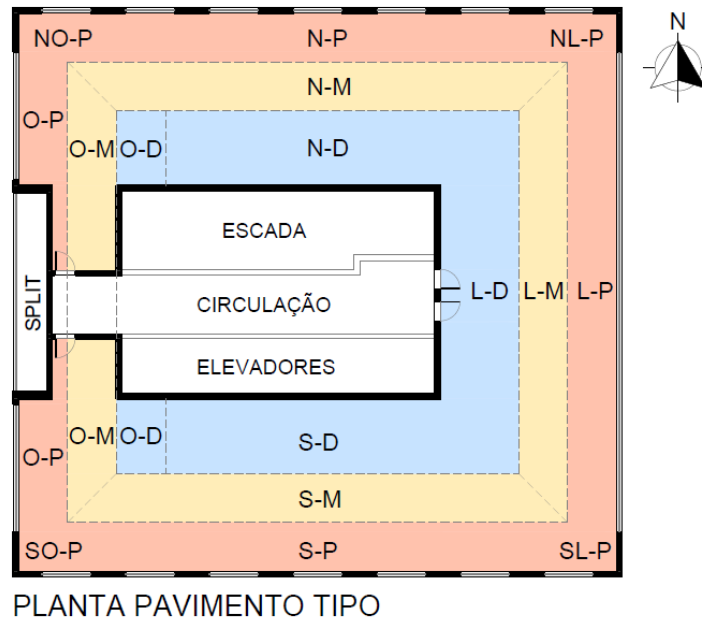 NO-P N-P NL-P
N
N-M
O-P
O-M O-D N-D
ESCADA
SPLIT
CIRCULAÇÃO
L-D L-M L-P
ELEVADORES
O-P O-M O-D S-D
S-M
SO-P S-P SL-P
PLANTA PAVIMENTO TIPO